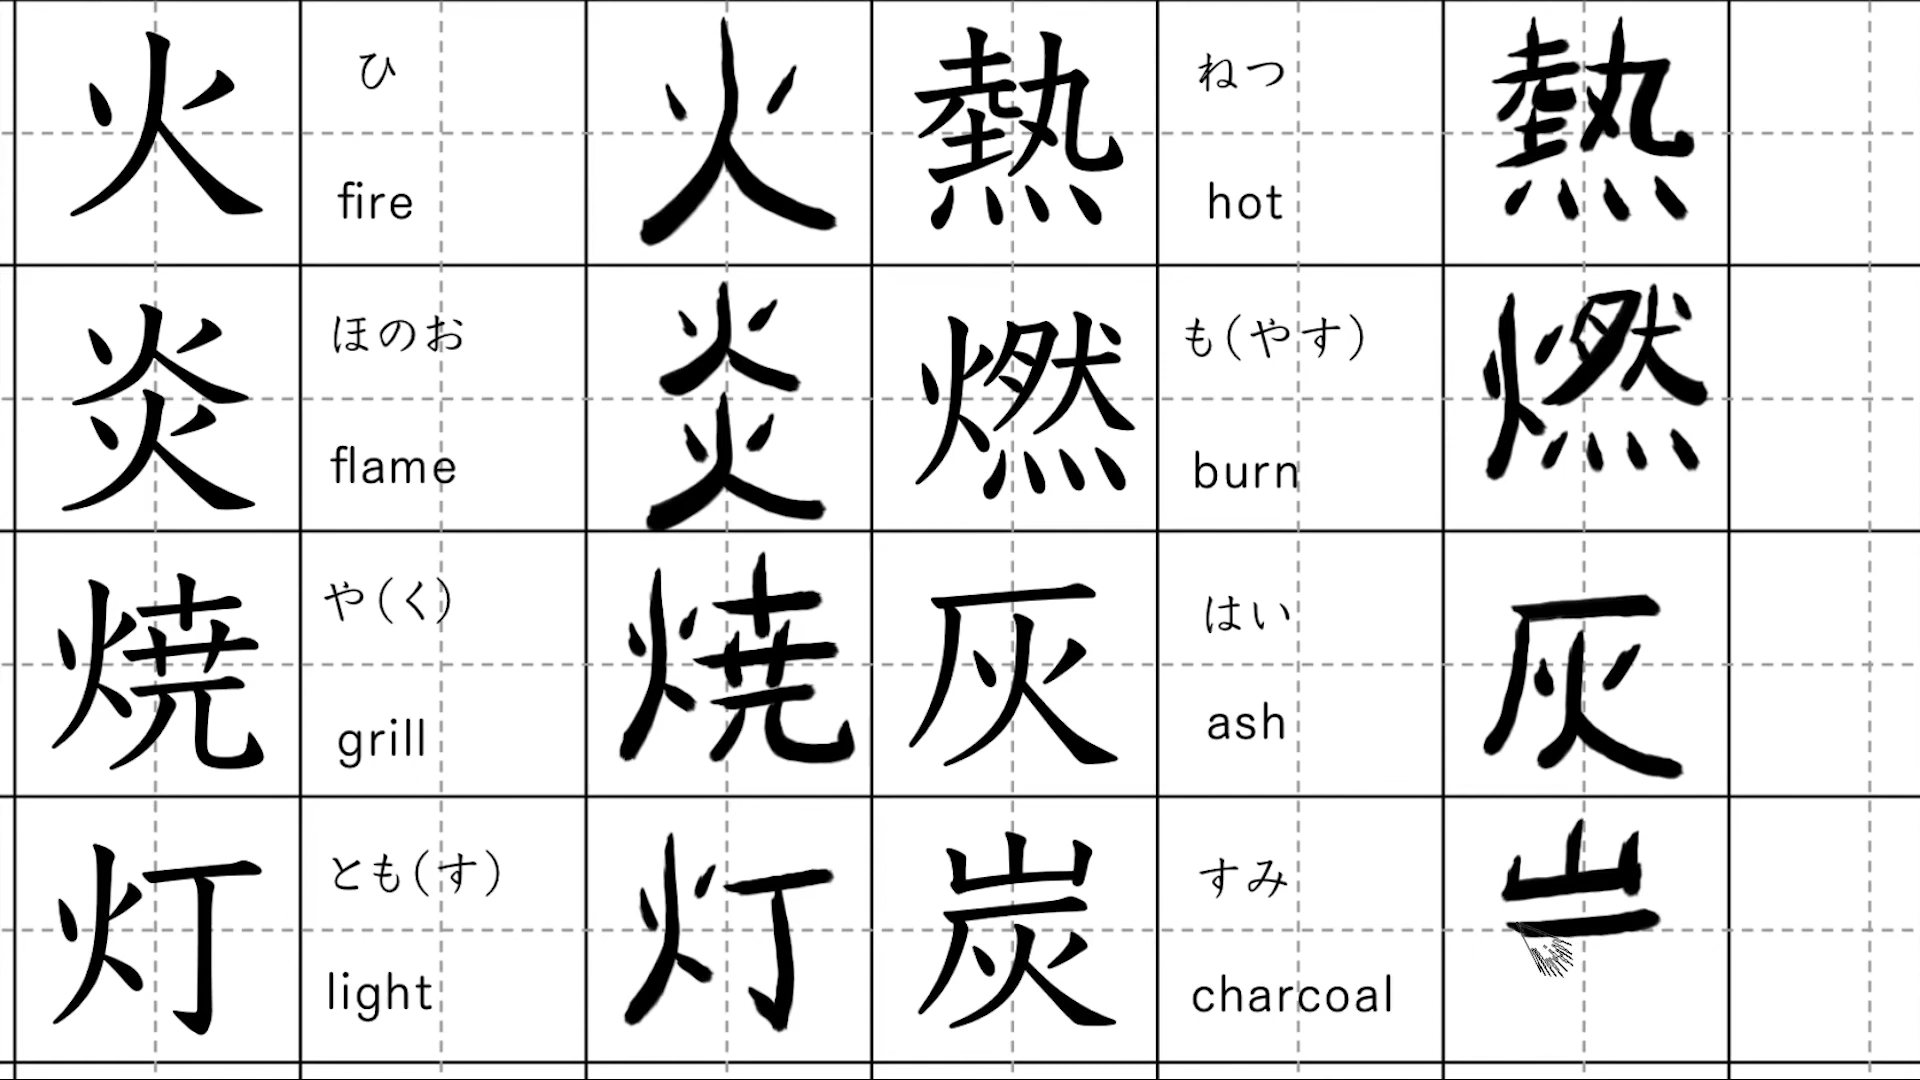 火 ひ fire 火 熱 ねつ hot 熱
炎 ほのお flame 炎 燃 も(やす) burn 燃
焼 や(く) grill 焼 灰 はい ash 灰
灯 とも(す) light 灯 炭 すみ charcoal